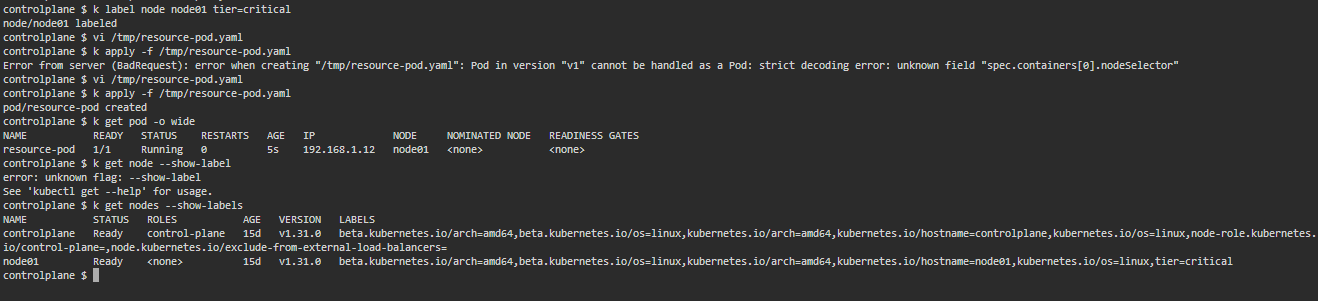 controlplane $ k label node node01 tier=critical
node/node01 labeled
controlplane $ vi /tmp/resource-pod.yaml
controlplane $ k apply -f /tmp/resource-pod.yaml
Error from server (BadRequest): error when creating "/tmp/resource-pod.yaml": Pod in version "v1" cannot be handled as a Pod: strict decoding error: unknown field "spec.containers[0].nodeSelector"
controlplane $ vi /tmp/resource-pod.yaml
controlplane $ k apply -f /tmp/resource-pod.yaml
pod/resource-pod created
controlplane $ k get pod -o wide
NAME READY STATUS RESTARTS AGE IP NODE NOMINATED NODE READINESS GATES
resource-pod 1/1 Running 0 5s 192.168.1.12 node01 <none> <none>
controlplane $ k get node --show-label
error: unknown flag: --show-label
See 'kubectl get --help' for usage.
controlplane $ k get nodes --show-labels
NAME STATUS ROLES AGE VERSION LABELS
controlplane Ready control-plane 15d v1.31.0 beta.kubernetes.io/arch=amd64,beta.kubernetes.io/os=linux,kubernetes.io/arch=amd64,kubernetes.io/hostname=controlplane,kubernetes.io/os=linux,node-role.kubernetes.
io/control-plane=,node.kubernetes.io/exclude-from-external-load-balancers=
node01 Ready <none> 15d v1.31.0 beta.kubernetes.io/arch=amd64,beta.kubernetes.io/os=linux,kubernetes.io/arch=amd64,kubernetes.io/hostname=node01,kubernetes.io/os=linux,tier=critical
controlplane $